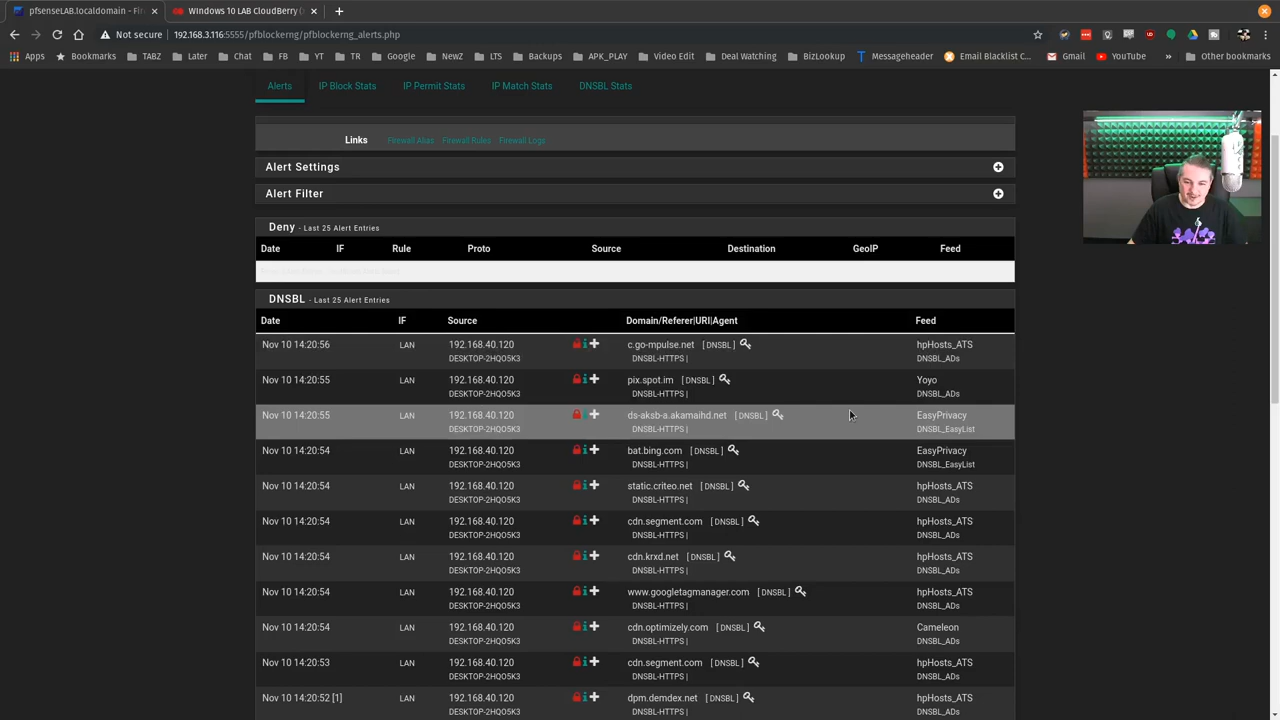 pfsenseLAB.localdomain - Fir
Windows 10 LAB CloudBerry (
Not secure
192.168.3.116:5555/pfblockerng/pfblockerng_alerts.php
Apps
Bookmarks
TABZ
Later
Chat
FB
YT
TR
Google
NewZ
LTS
Backups
APK_PLAY
Video Edit
Deal Watching
BizLookup
Messageheader
Email Blacklist C...
Gmail
YouTube
»
Other bookmarks
Alerts
IP Block Stats
IP Permit Stats
IP Match Stats
DNSBL Stats
Links
Firewall Alias
Firewall Rules
Firewall Logs
Alert Settings
Alert Filter
Deny - Last 25 Alert Entries
Date IF Rule Proto Source Destination GeoIP Feed
DNSBL - Last 25 Alert Entries
Date IF Source Domain/Referer|URI|Agent Feed
Nov 10 14:20:56 LAN 192.168.40.120 c.go-mpulse.net [ DNSBL ] hpHosts_ATS
DESKTOP-2HQO5K3 DNSBL-HTTPS | DNSBL_ADs
Nov 10 14:20:55 LAN 192.168.40.120 pix.spot.im [ DNSBL ] Yoyo
DESKTOP-2HQO5K3 DNSBL-HTTPS | DNSBL_ADs
Nov 10 14:20:55 LAN 192.168.40.120 ds-aksb-a.akamaihd.net [ DNSBL ] EasyPrivacy
DESKTOP-2HQO5K3 DNSBL-HTTPS | DNSBL_EasyList
Nov 10 14:20:54 LAN 192.168.40.120 bat.bing.com [ DNSBL ] EasyPrivacy
DESKTOP-2HQO5K3 DNSBL-HTTPS | DNSBL_EasyList
Nov 10 14:20:54 LAN 192.168.40.120 static.criteo.net [ DNSBL ] hpHosts_ATS
DESKTOP-2HQO5K3 DNSBL-HTTPS | DNSBL_ADs
Nov 10 14:20:54 LAN 192.168.40.120 cdn.segment.com [ DNSBL ] hpHosts_ATS
DESKTOP-2HQO5K3 DNSBL-HTTPS | DNSBL_ADs
Nov 10 14:20:54 LAN 192.168.40.120 cdn.krxd.net [ DNSBL ] hpHosts_ATS
DESKTOP-2HQO5K3 DNSBL-HTTPS | DNSBL_ADs
Nov 10 14:20:54 LAN 192.168.40.120 www.googletagmanager.com [ DNSBL ] hpHosts_ATS
DESKTOP-2HQO5K3 DNSBL-HTTPS | DNSBL_ADs
Nov 10 14:20:54 LAN 192.168.40.120 cdn.optimizely.com [ DNSBL ] Cameleon
DESKTOP-2HQO5K3 DNSBL-HTTPS | DNSBL_ADs
Nov 10 14:20:53 LAN 192.168.40.120 cdn.segment.com [ DNSBL ] hpHosts_ATS
DESKTOP-2HQO5K3 DNSBL-HTTPS | DNSBL_ADs
Nov 10 14:20:52 [1] LAN 192.168.40.120 dpm.demdex.net [ DNSBL ] hpHosts_ATS
DESKTOP-2HQO5K3 DNSBL-HTTPS | DNSBL_ADs